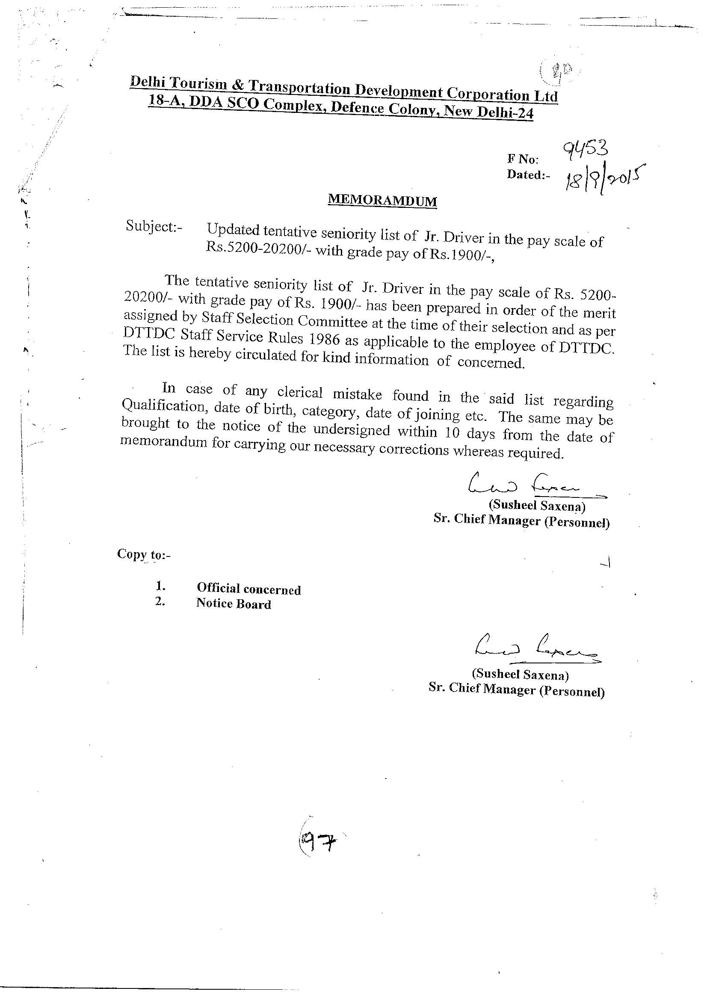 Delhi Tourism & Transportation Development Corporation Ltd
18-A, DDA SCO Complex, Defence Colony, New Delhi-24
F No: 9453
Dated:- 18/9/2015
MEMORAMDUM
Subject:- Updated tentative seniority list of Jr. Driver in the pay scale of
Rs.5200-20200/- with grade pay of Rs.1900/-,
The tentative seniority list of Jr. Driver in the pay scale of Rs. 5200-
20200/- with grade pay of Rs. 1900/- has been prepared in order of the merit
assigned by Staff Selection Committee at the time of their selection and as per
DTTDC Staff Service Rules 1986 as applicable to the employee of DTTDC.
The list is hereby circulated for kind information of concerned.
In case of any clerical mistake found in the said list regarding
Qualification, date of birth, category, date of joining etc. The same may be
brought to the notice of the undersigned within 10 days from the date of
memorandum for carrying our necessary corrections whereas required.
(Susheel Saxena)
Sr. Chief Manager (Personnel)
Copy to:-
1. Official concerned
2. Notice Board
(Susheel Saxena)
Sr. Chief Manager (Personnel)
97